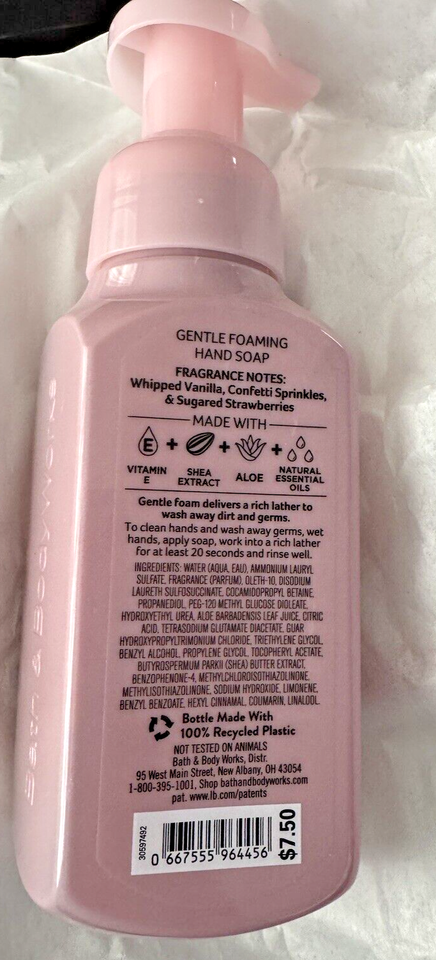 GENTLE FOAMING
HAND SOAP
FRAGRANCE NOTES:
Whipped Vanilla, Confetti Sprinkles,
& Sugared Strawberries
MADE WITH
E + + +
VITAMIN E
SHEA EXTRACT
ALOE
NATURAL ESSENTIAL OILS
Gentle foam delivers a rich lather to
wash away dirt and germs.
To clean hands and wash away germs, wet
hands, apply soap, work into a rich lather
for at least 20 seconds and rinse well.
INGREDIENTS: WATER (AQUA, EAU), AMMONIUM LAURYL
SULFATE, FRAGRANCE (PARFUM), OLETH-10, DISODIUM
LAURETH SULFOSUCCINATE, COCAMIDOPROPYL BETAINE,
PROPANEDIOL, PEG-120 METHYL GLUCOSE DIOLEATE,
HYDROXYETHYL UREA, ALOE BARBADENSIS LEAF JUICE, CITRIC
ACID, TETRASODIUM GLUTAMATE DIACETATE, GUAR
HYDROXYPROPYLTRIMONIUM CHLORIDE, TRIETHYLENE GLYCOL,
BENZYL ALCOHOL, PROPYLENE GLYCOL, TOCOPHERYL ACETATE,
BUTYROSPERMUM PARKII (SHEA) BUTTER EXTRACT,
BENZOPHENONE-4, METHYLCHLOROISOTHIAZOLINONE,
METHYLISOTHIAZOLINONE, SODIUM HYDROXIDE, LIMONENE,
BENZYL BENZOATE, HEXYL CINNAMAL, COUMARIN, LINALOOL.
Bottle Made With
100% Recycled Plastic
NOT TESTED ON ANIMALS
Bath & Body Works, Distr.
95 West Main Street, New Albany, OH 43054
1-800-395-1001, Shop bathandbodyworks.com
pat. www.lb.com/patents
30597492
0 667555 964456
$7.50
Bath & Body Works